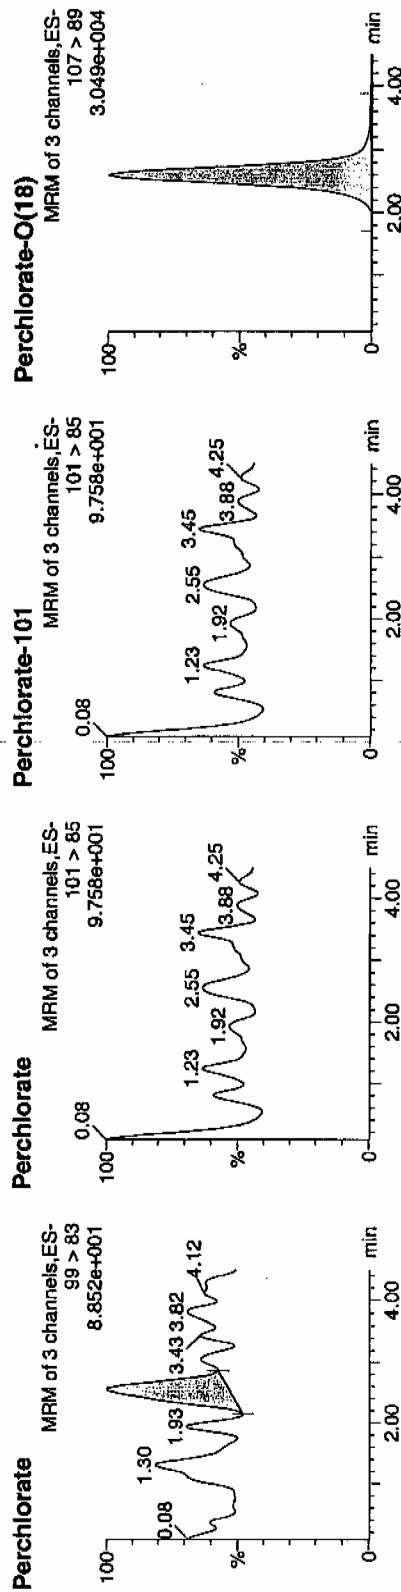 Perchlorate
MRM of 3 channels,ES-
99 > 83
8.852e+001
100
%
0
0.08
1.30
1.93
3.43
3.82
4.12
2.00
4.00
min
Perchlorate
MRM of 3 channels,ES-
101 > 85
9.758e+001
100
%
0
0.08
1.23
1.92
2.55
3.45
3.88
4.25
2.00
4.00
min
Perchlorate-101
MRM of 3 channels,ES-
101 > 85
9.758e+001
100
%
0
0.08
1.23
1.92
2.55
3.45
3.88
4.25
2.00
4.00
min
Perchlorate-O(18)
MRM of 3 channels,ES-
107 > 89
3.049e+004
100
%
0
2.00
4.00
min